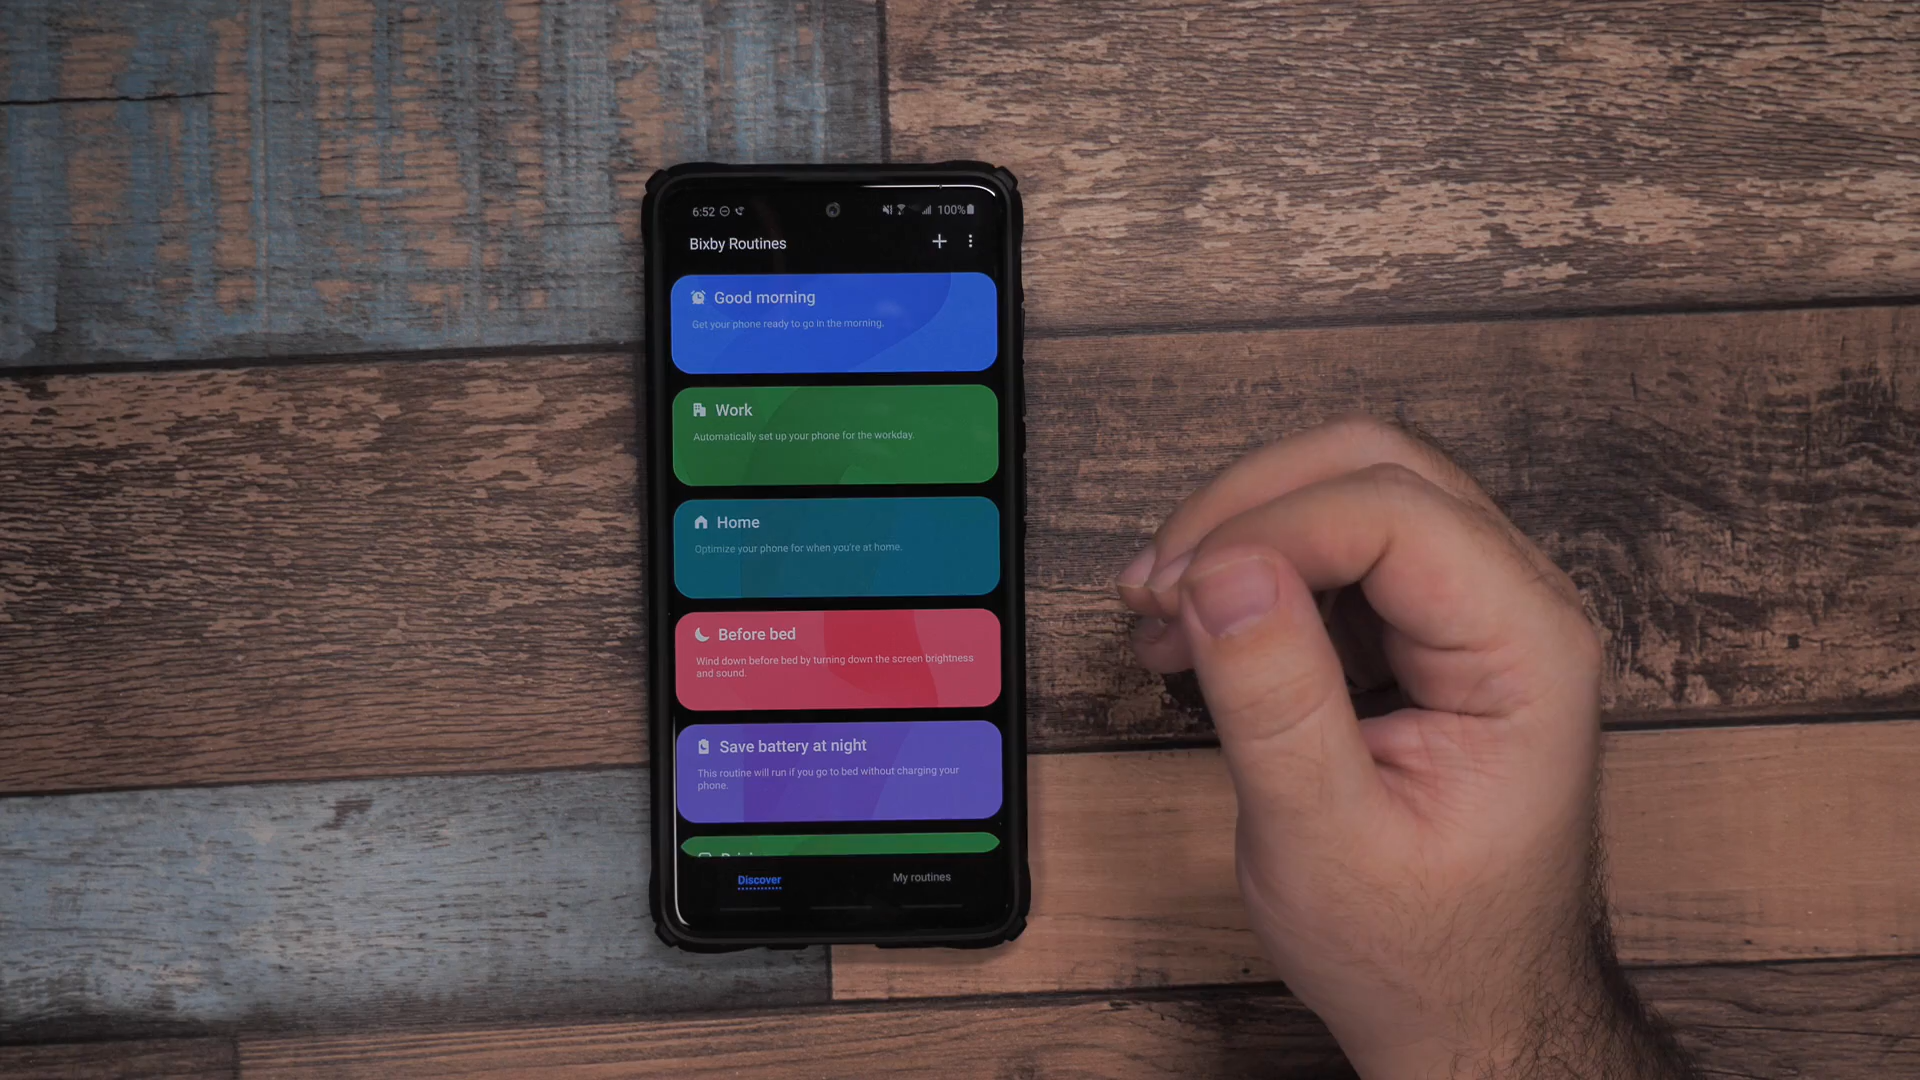 6:52
100%
Bixby Routines
Good morning
Get your phone ready to go in the morning.
Work
Automatically set up your phone for the workday.
Home
Optimize your phone for when you're at home.
Before bed
Wind down before bed by turning down the screen brightness
and sound.
Save battery at night
This routine will run if you go to bed without charging your
phone.
Discover
My routines